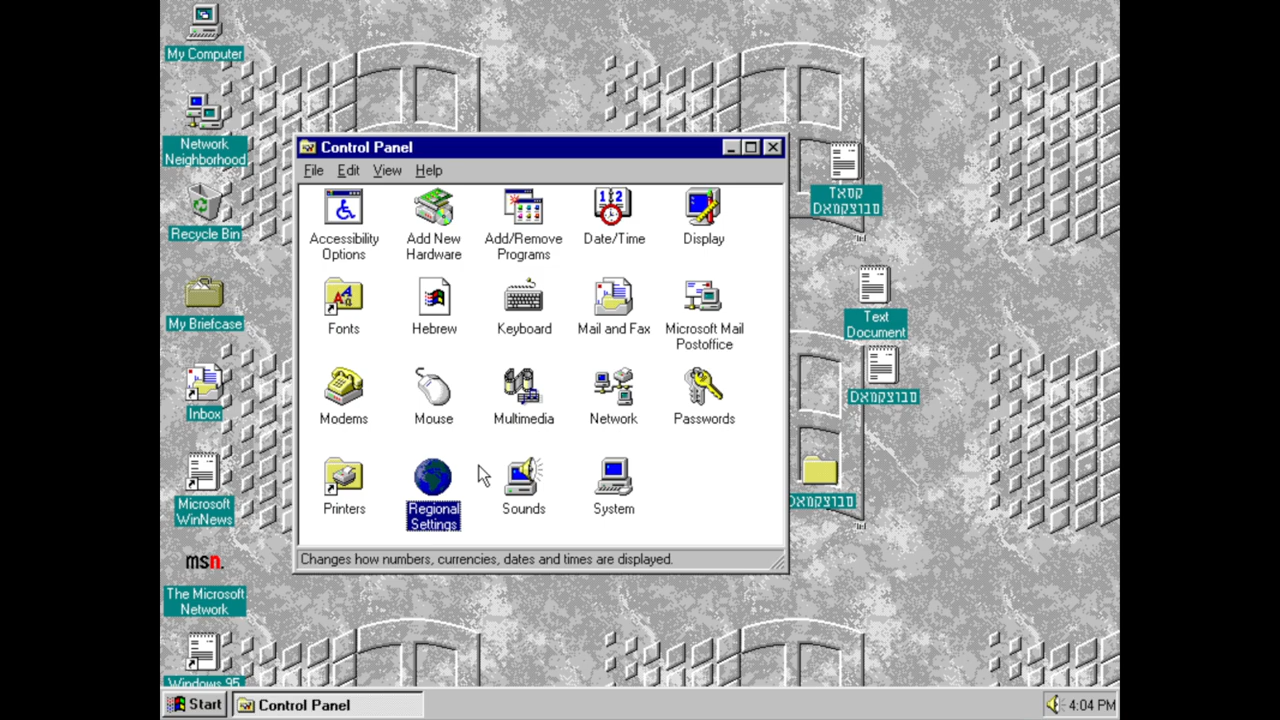 My Computer
Network
Neighborhood
Recycle Bin
My Briefcase
Inbox
Microsoft
WinNews
msn.
The Microsoft
Network
Windows 95
Control Panel
File Edit View Help
Accessibility
Options
Add New
Hardware
Add/Remove
Programs
Date/Time
Display
Fonts
Hebrew
Keyboard
Mail and Fax
Microsoft Mail
Postoffice
Modems
Mouse
Multimedia
Network
Passwords
Printers
Regional
Settings
Sounds
System
Changes how numbers, currencies, dates and times are displayed.
Text
Document
Start
Control Panel
4:04 PM